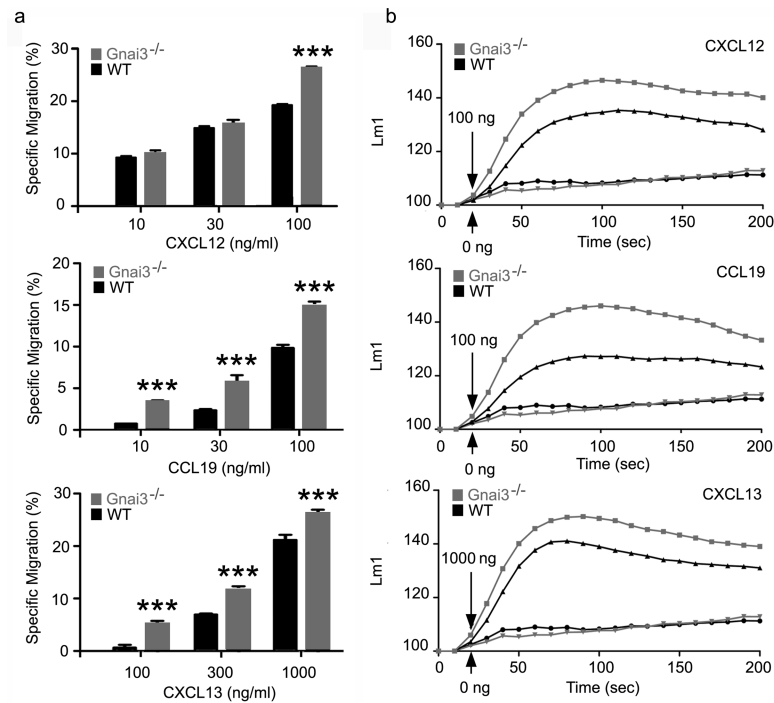 a
Gnai3-/-
WT
***
Specific Migration (%)
30
20
10
0
10 30 100
CXCL12 (ng/ml)
Gnai3-/-
WT
*** *** ***
Specific Migration (%)
20
15
10
5
0
10 30 100
CCL19 (ng/ml)
Gnai3-/-
WT
*** *** ***
Specific Migration (%)
30
20
10
0
100 300 1000
CXCL13 (ng/ml)
b
CXCL12
Gnai3-/-
WT
100 ng
Lm1
160
140
120
100
0 50 100 150 200
0 ng
Time (sec)
CCL19
Gnai3-/-
WT
100 ng
Lm1
160
140
120
100
0 50 100 150 200
0 ng
Time (sec)
CXCL13
Gnai3-/-
WT
1000 ng
Lm1
160
140
120
100
0 50 100 150 200
0 ng
Time (sec)